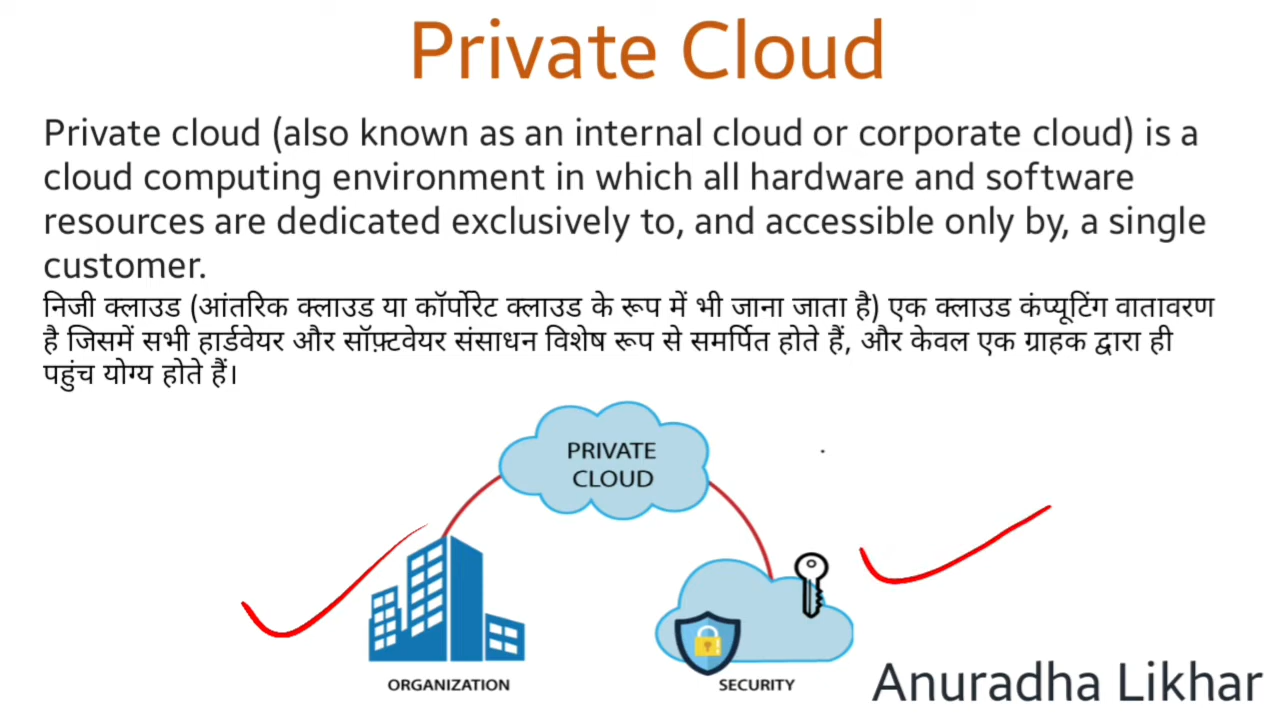 Private Cloud
Private cloud (also known as an internal cloud or corporate cloud) is a
cloud computing environment in which all hardware and software
resources are dedicated exclusively to, and accessible only by, a single
customer.
निजी क्लाउड (आंतरिक क्लाउड या कॉर्पोरेट क्लाउड के रूप में भी जाना जाता है) एक क्लाउड कंप्यूटिंग वातावरण
है जिसमें सभी हार्डवेयर और सॉफ़्टवेयर संसाधन विशेष रूप से समर्पित होते हैं, और केवल एक ग्राहक द्वारा ही
पहुंच योग्य होते हैं।
PRIVATE
CLOUD
ORGANIZATION
SECURITY
Anuradha Likhar